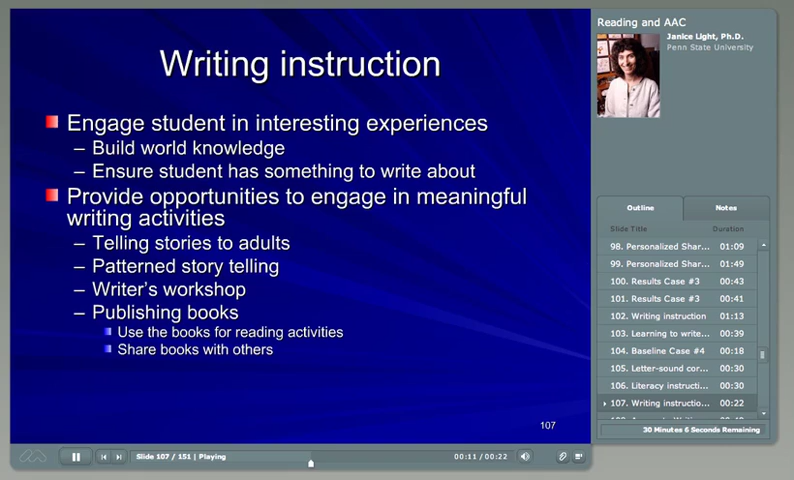 Writing instruction
Engage student in interesting experiences
– Build world knowledge
– Ensure student has something to write about
Provide opportunities to engage in meaningful
writing activities
– Telling stories to adults
– Patterned story telling
– Writer's workshop
– Publishing books
Use the books for reading activities
Share books with others
107
Slide 107 / 151 | Playing
00:11 / 00:22
Reading and AAC
Janice Light, Ph.D.
Penn State University
Outline
Notes
Slide Title Duration
98. Personalized Shar... 01:09
99. Personalized Shar... 01:49
100. Results Case #3 00:43
101. Results Case #3 00:41
102. Writing instruction 01:13
103. Learning to write... 00:39
104. Baseline Case #4 00:18
105. Letter-sound cor... 00:30
106. Literacy instructi... 00:30
107. Writing instructio... 00:22
30 Minutes 6 Seconds Remaining